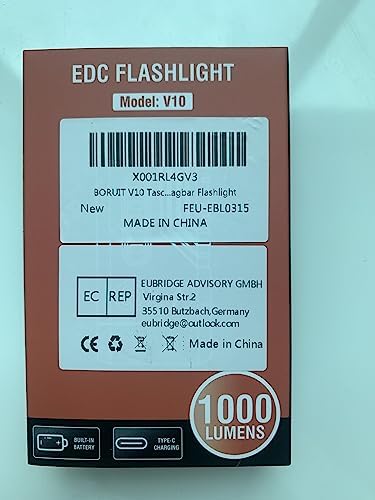 EDC FLASHLIGHT
Model: V10
X001RL4GV3
BORUIT V10 Tasc...agbar Flashlight
New FEU-EBL0315
MADE IN CHINA
EC REP
EUBRIDGE ADVISORY GMBH
Virgina Str.2
35510 Butzbach,Germany
eubridge@outlook.com
CE Made in China
1000
LUMENS
BUILT-IN
BATTERY
TYPE-C
CHARGING